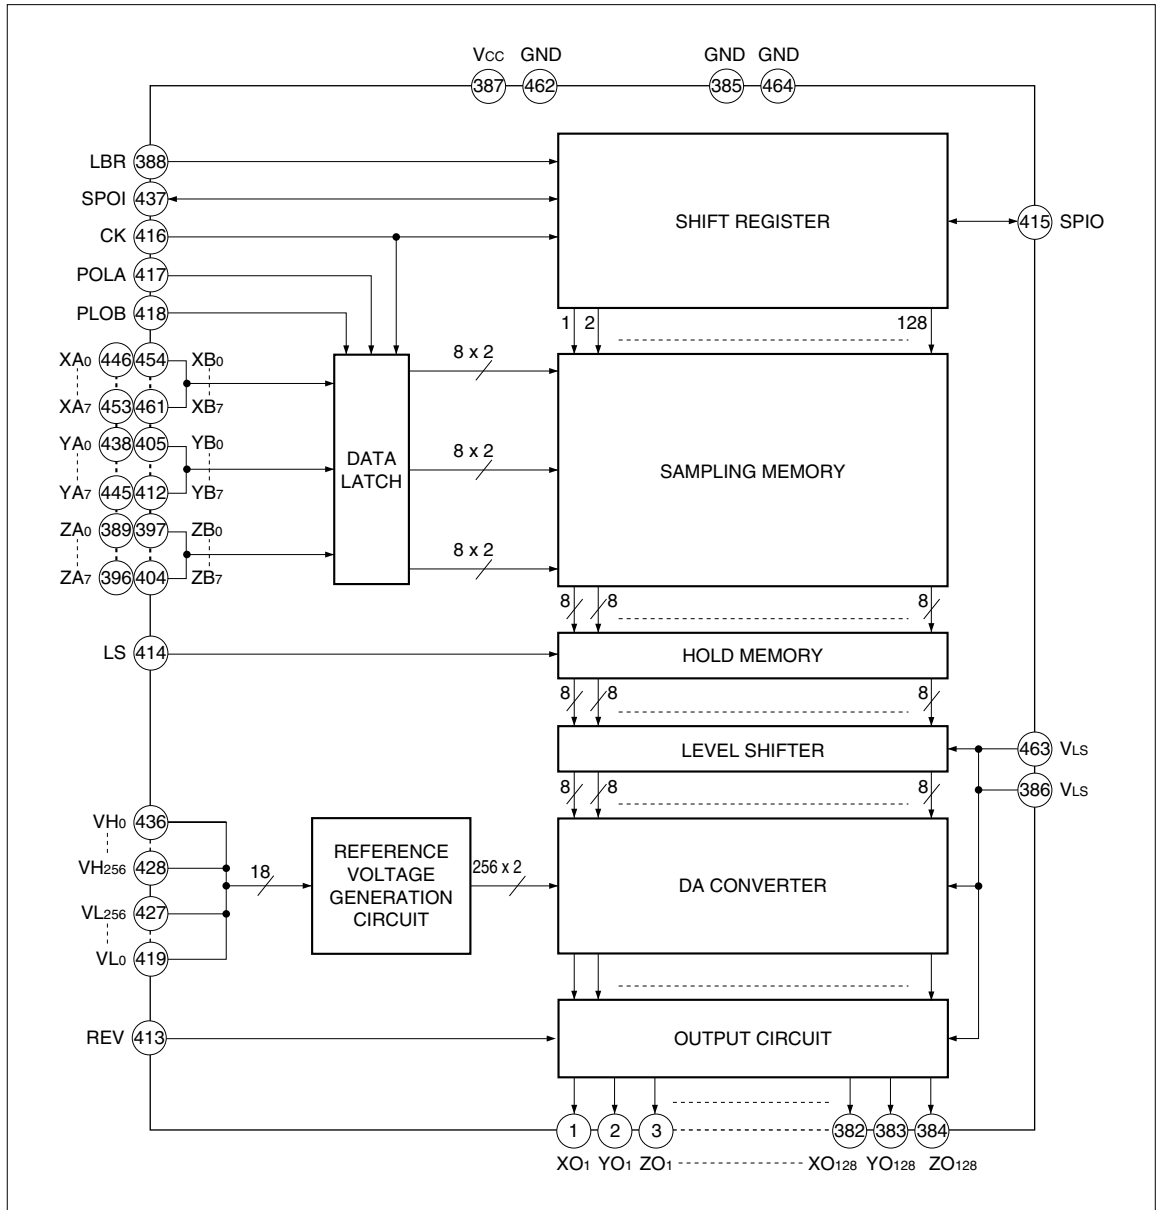 VCC GND GND GND
387 462 385 464
LBR 388
SPOI 437
CK 416
POLA 417
PLOB 418
SHIFT REGISTER
415 SPIO
1 2 128
XA0 446 454 XB0
XA7 453 461 XB7
YA0 438 405 YB0
YA7 445 412 YB7
ZA0 389 397 ZB0
ZA7 396 404 ZB7
DATA
LATCH
8 x 2
8 x 2
8 x 2
SAMPLING MEMORY
8 8 8
LS 414
HOLD MEMORY
8 8 8
LEVEL SHIFTER
463 VLS
386 VLS
8 8 8
VH0 436
VH256 428
VL256 427
VL0 419
18
REFERENCE
VOLTAGE
GENERATION
CIRCUIT
256 x 2
DA CONVERTER
REV 413
OUTPUT CIRCUIT
1 2 3 382 383 384
XO1 YO1 ZO1 XO128 YO128 ZO128